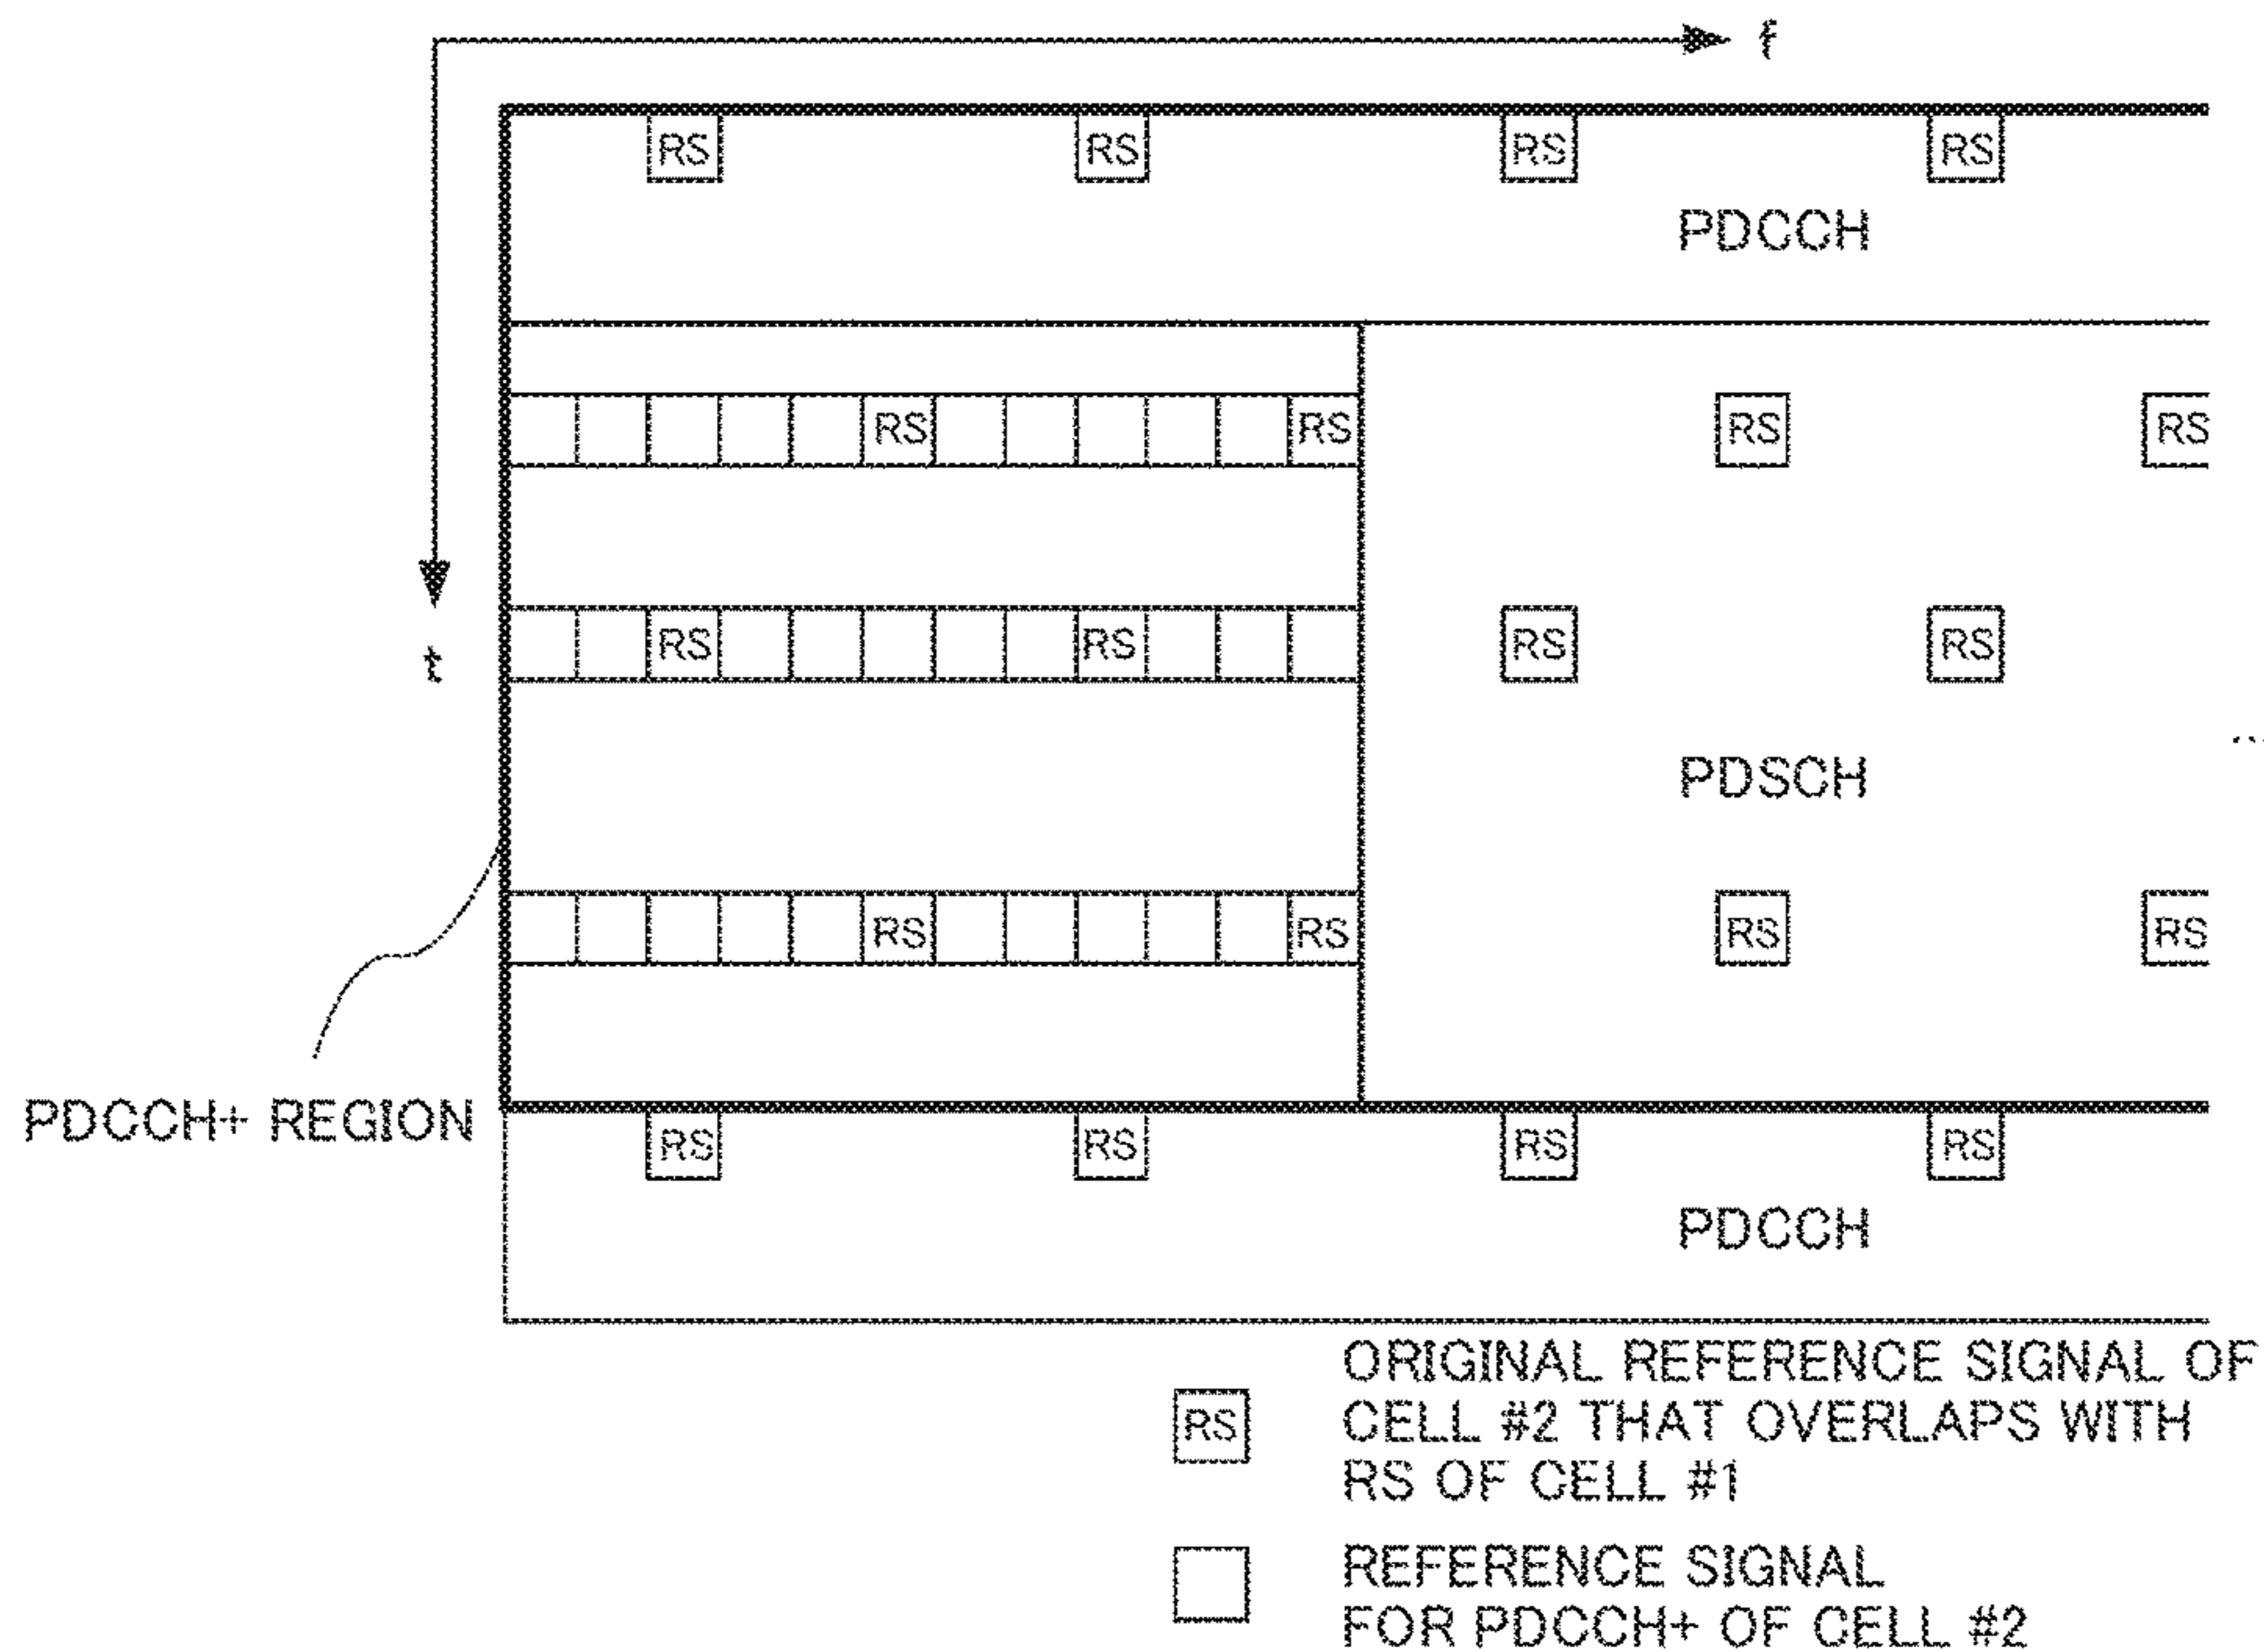 f
RS RS RS RS
PDCCH
RS RS RS RS
t
RS RS RS RS
PDSCH
...
RS RS RS RS
PDCCH+ REGION
RS RS RS RS
PDCCH
RS
ORIGINAL REFERENCE SIGNAL OF
CELL #2 THAT OVERLAPS WITH
RS OF CELL #1
REFERENCE SIGNAL
FOR PDCCH+ OF CELL #2